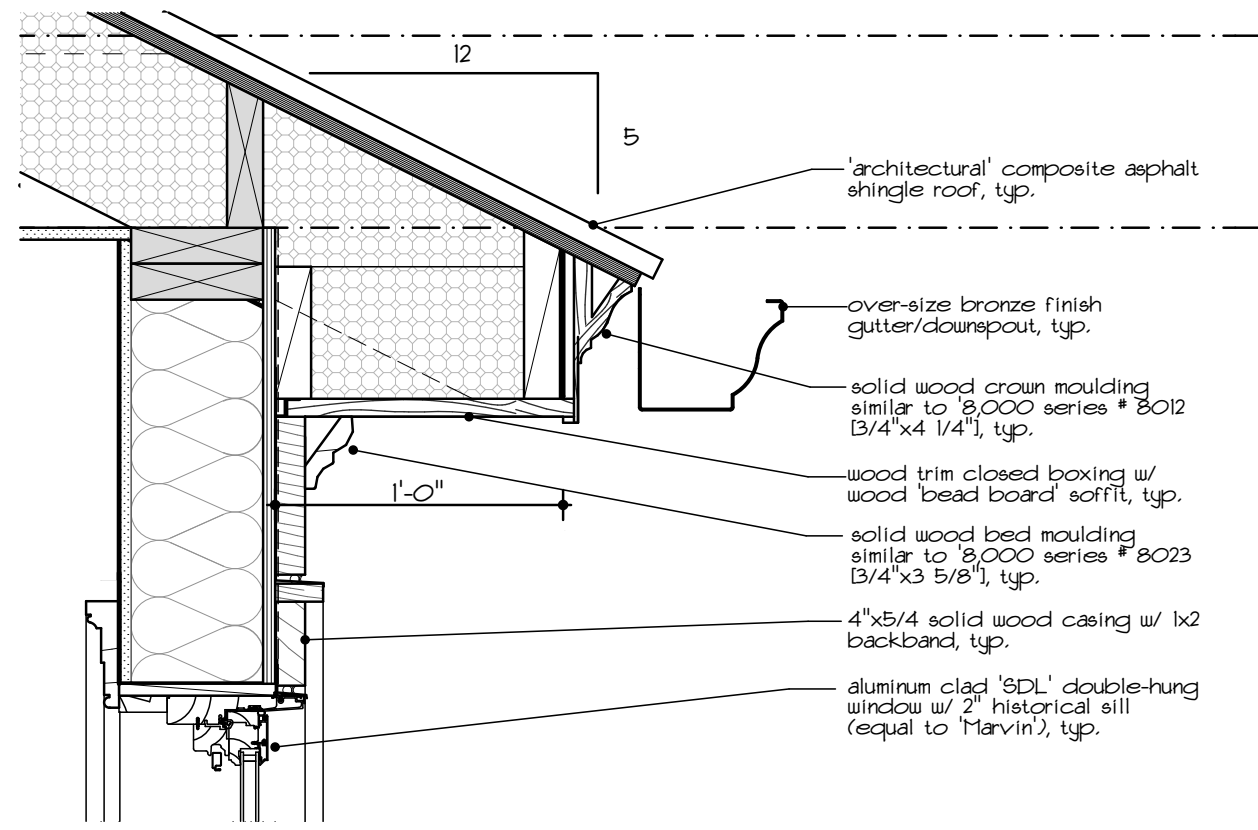 12
5
'architectural' composite asphalt
shingle roof, typ.
over-size bronze finish
gutter/downspout, typ.
solid wood crown moulding
similar to '8,000 series # 8012
[3/4"x4 1/4"], typ.
wood trim closed boxing w/
wood 'bead board' soffit, typ.
1'-0"
solid wood bed moulding
similar to '8,000 series # 8023
[3/4"x3 5/8"], typ.
4"x5/4 solid wood casing w/ 1x2
backband, typ.
aluminum clad 'SDL' double-hung
window w/ 2" historical sill
(equal to 'Marvin'), typ.